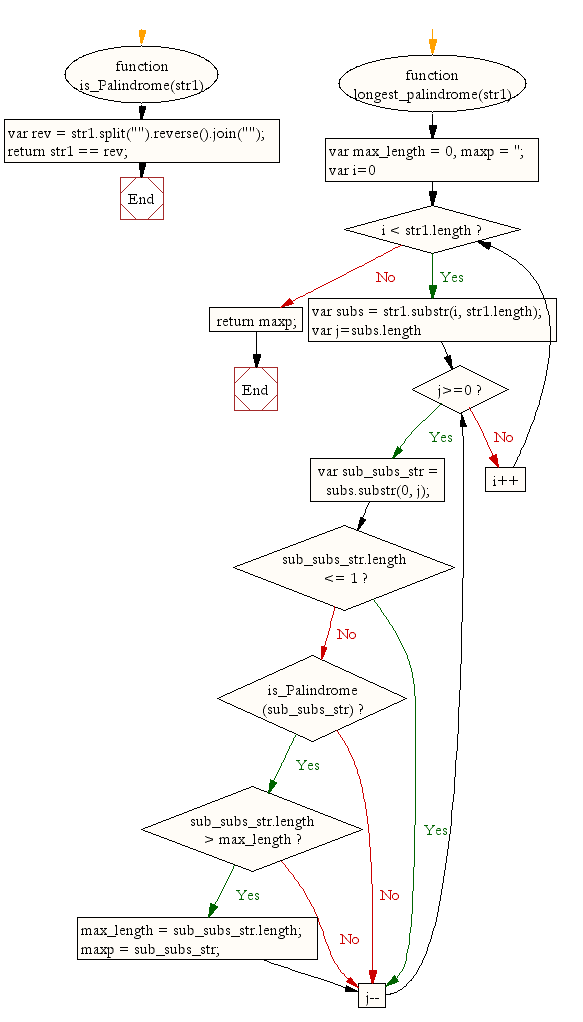 function
is_Palindrome(str1)
var rev = str1.split("").reverse().join("");
return str1 == rev;
End
function
longest_palindrome(str1)
var max_length = 0, maxp = '';
var i=0
i < str1.length ?
No
Yes
return maxp;
var subs = str1.substr(i, str1.length);
var j=subs.length
End
j>=0 ?
Yes
No
var sub_subs_str =
subs.substr(0, j);
i++
sub_subs_str.length
<= 1 ?
No
is_Palindrome
(sub_subs_str) ?
Yes
sub_subs_str.length
> max_length ?
Yes
Yes
No
max_length = sub_subs_str.length;
maxp = sub_subs_str;
No
j--